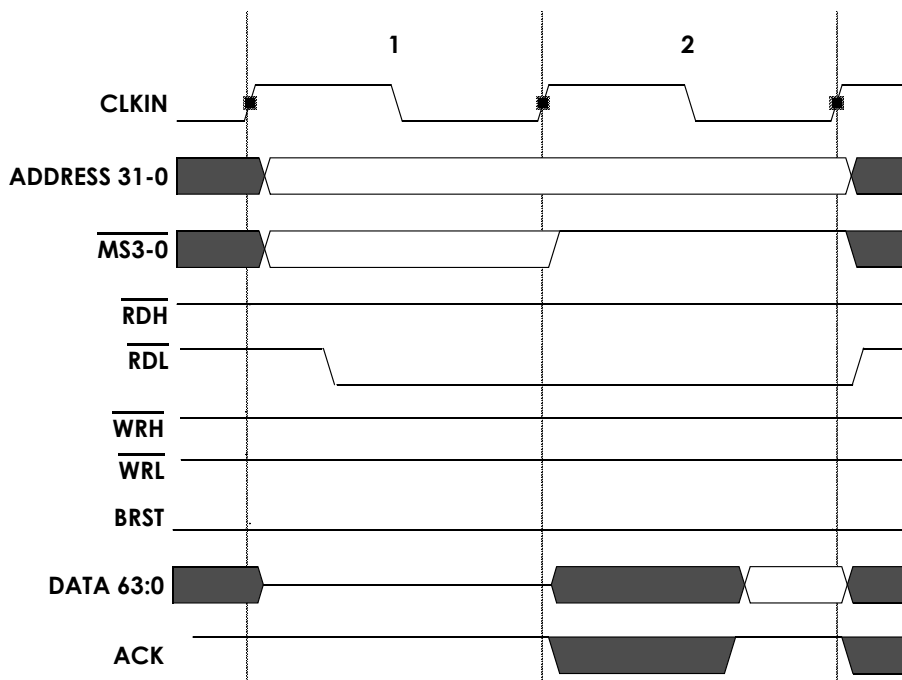 1 2
CLKIN
ADDRESS 31-0
MS3-0
RDH
RDL
WRH
WRL
BRST
DATA 63:0
ACK